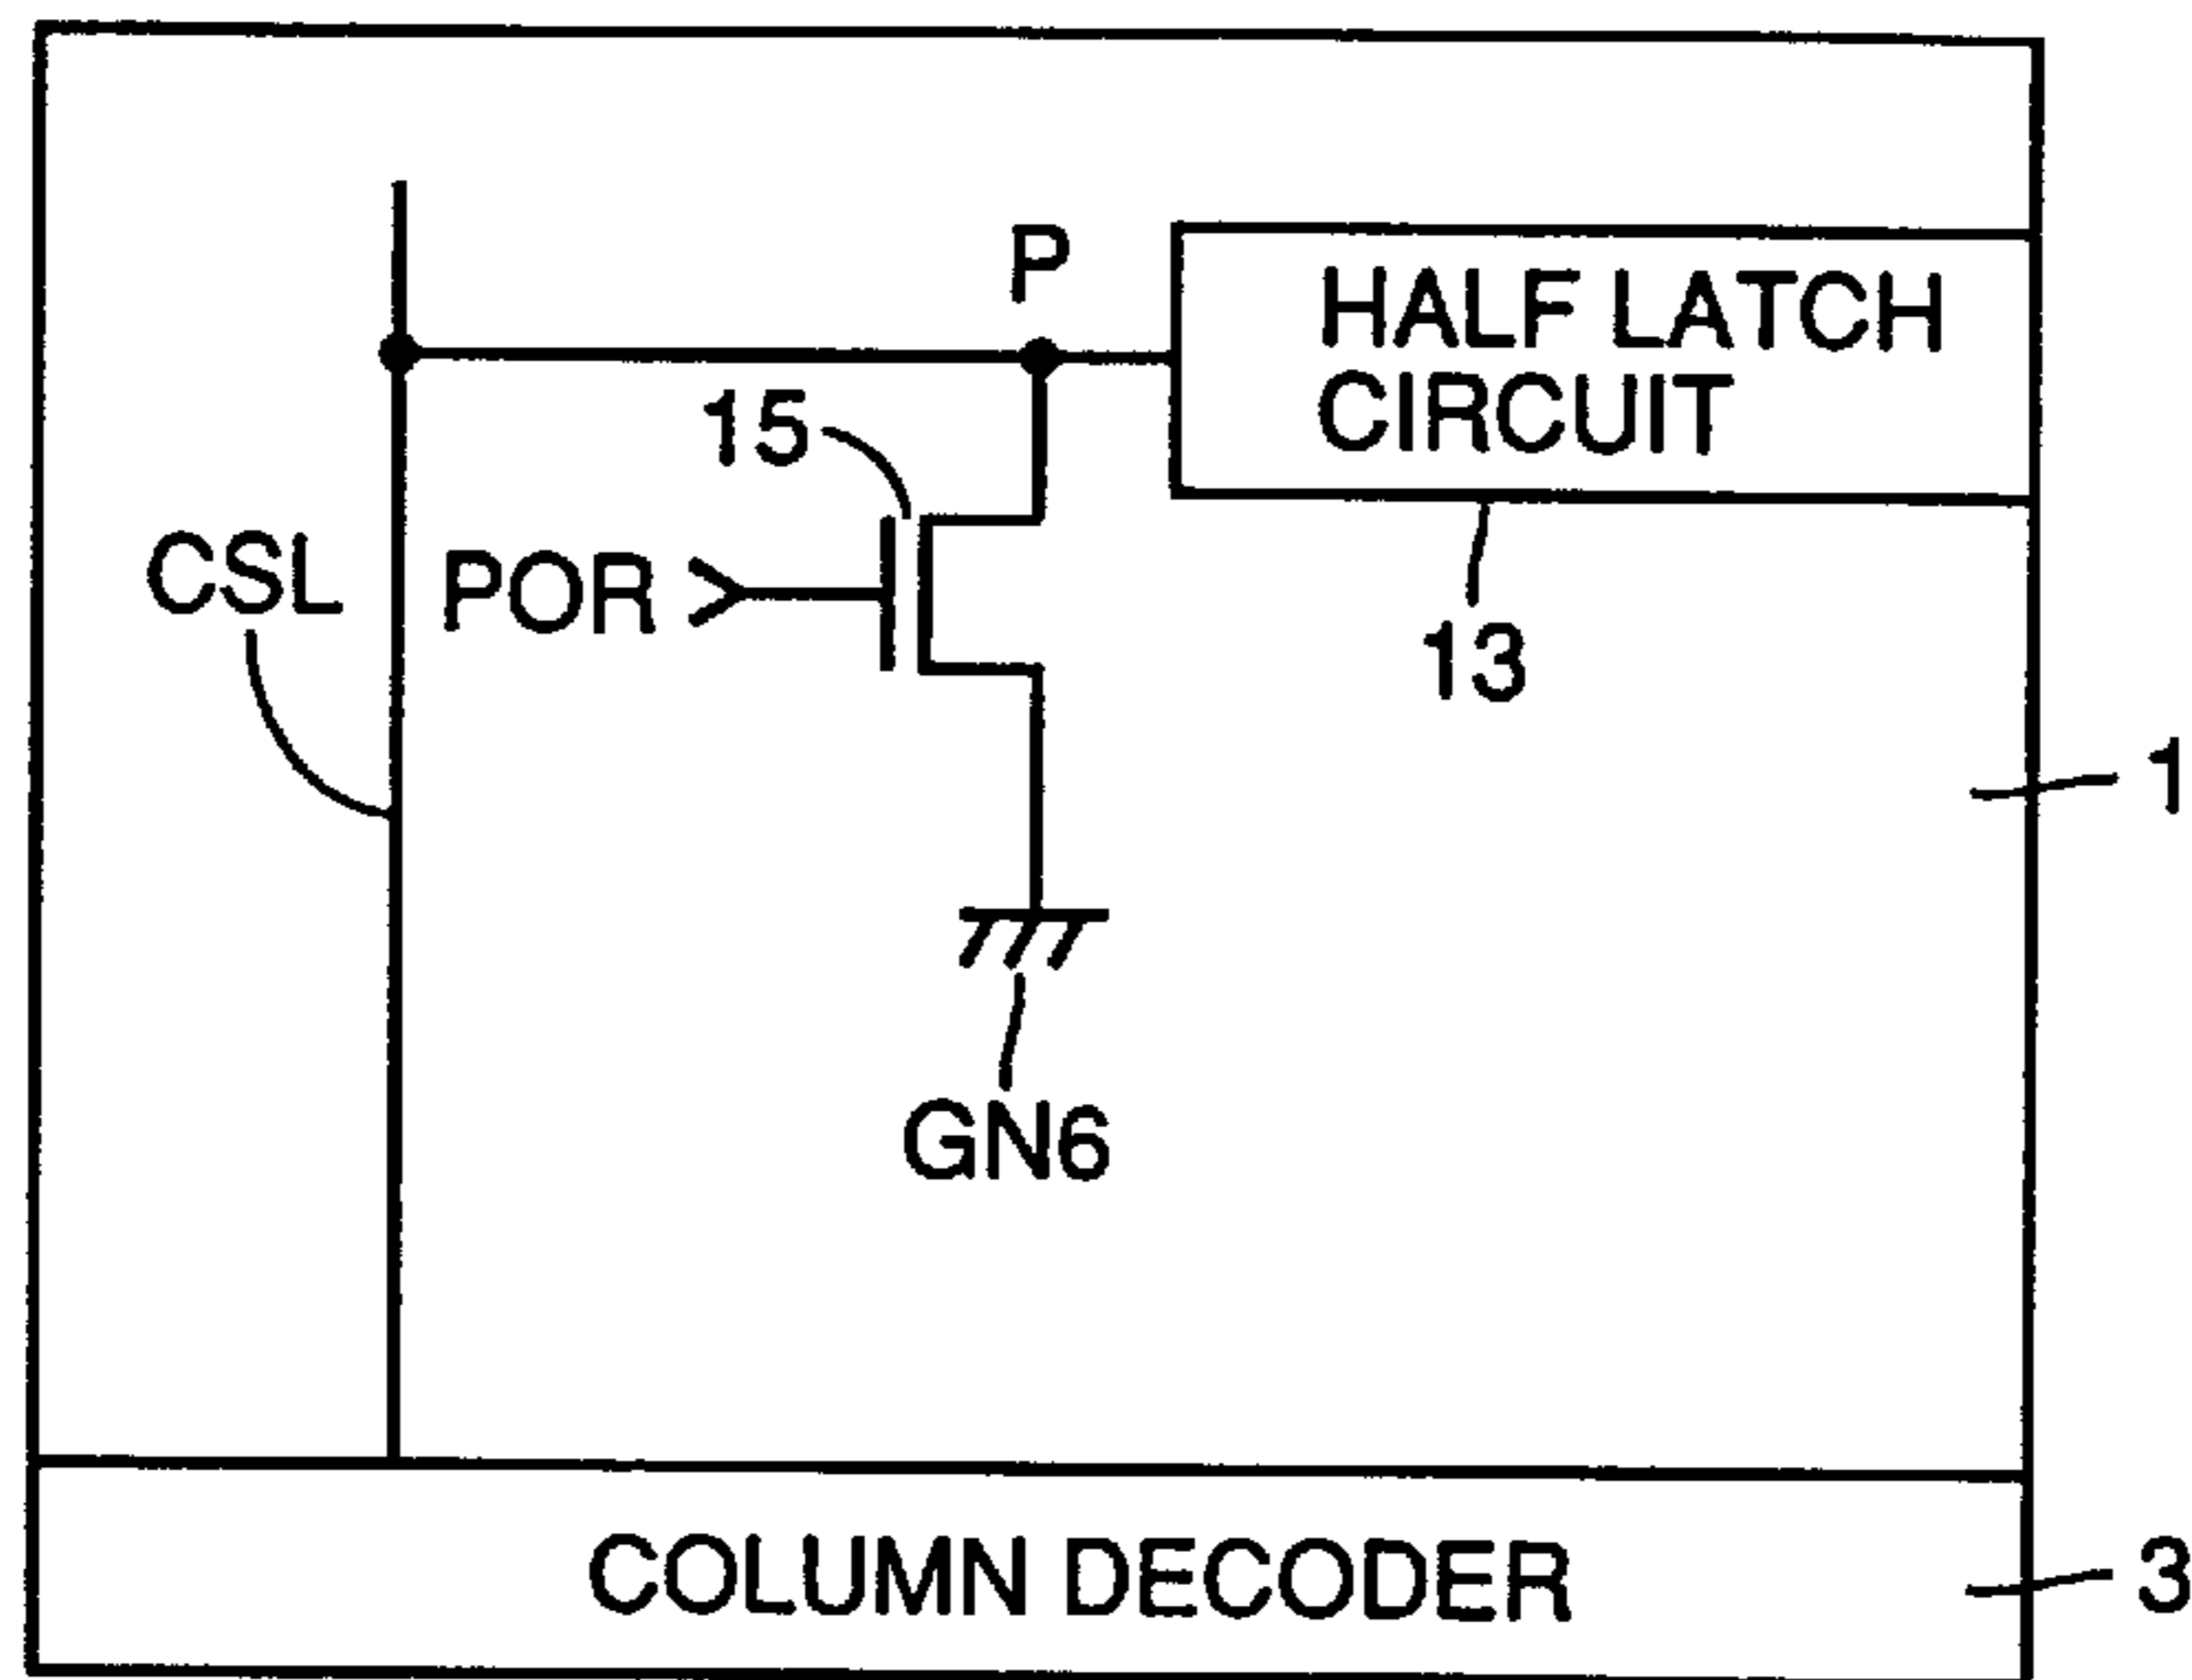 P
HALF LATCH
CIRCUIT
15
CSL
POR
13
1
GN6
COLUMN DECODER
3